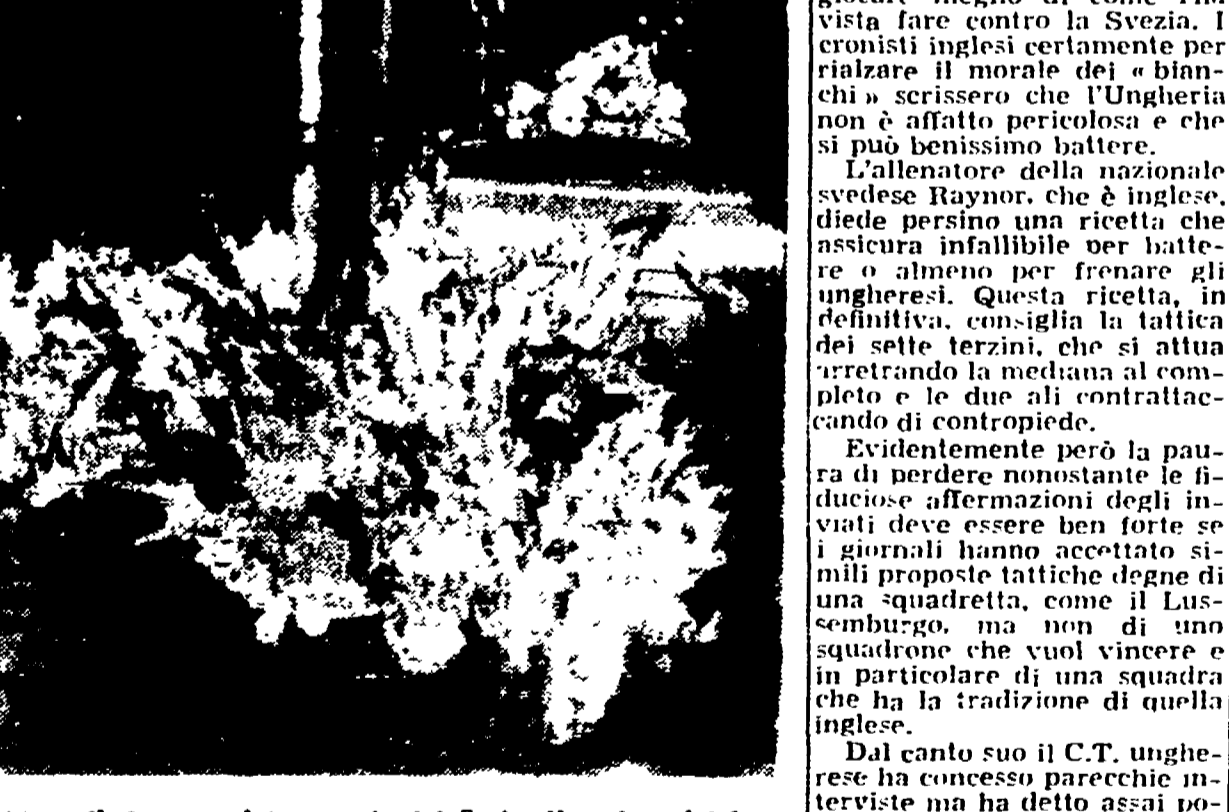 vista fare contro la Svezia. I
cronisti inglesi certamente per
rialzare il morale dei « bian-
chi » scrissero che l'Ungheria
non è affatto pericolosa e che
si può benissimo battere.
L'allenatore della nazionale
svedese Raynor, che è inglese,
diede persino una ricetta che
assicura infallibile per batte-
re o almeno per frenare gli
ungheresi. Questa ricetta, in
definitiva, consiglia la tattica
dei sette terzini, che si attua
arretrando la mediana al com-
pleto e le due ali contrattac-
cando di contropiede.
Evidentemente però la pau-
ra di perdere nonostante le fi-
duciose affermazioni degli in-
viati deve essere ben forte se
i giornali hanno accettato si-
mili proposte tattiche degne di
una squadretta, come il Lus-
semburgo, ma non di uno
squadrone che vuol vincere e
in particolare di una squadra
che ha la tradizione di quella
inglese.
Dal canto suo il C.T. unghe-
rese ha concesso parecchie in-
terviste ma ha detto assai po-